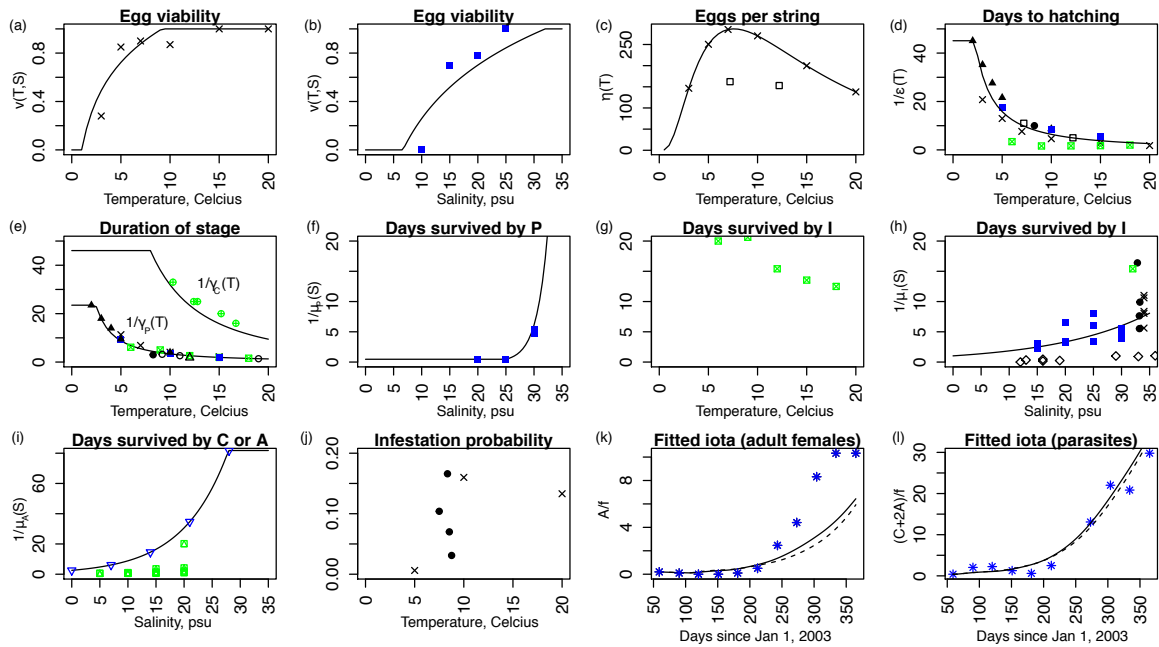 (a) Egg viability
v(T,S)
0.0 0.4 0.8
0 5 10 15 20
Temperature, Celcius
(b) Egg viability
v(T,S)
0.0 0.4 0.8
0 5 10 15 20 25 30 35
Salinity, psu
(c) Eggs per string
η(T)
0 100 250
0 5 10 15 20
Temperature, Celcius
(d) Days to hatching
1/ε(T)
0 20 40
0 5 10 15 20
Temperature, Celcius
(e) Duration of stage
1/γC(T)
1/γP(T)
0 20 40
0 5 10 15 20
Temperature, Celcius
(f) Days survived by P
1/μP(S)
0 5 10 20
0 5 10 15 20 25 30 35
Salinity, psu
(g) Days survived by I
0 5 10 20
0 5 10 15 20
Temperature, Celcius
(h) Days survived by I
1/μI(S)
0 5 10 20
0 5 10 15 20 25 30 35
Salinity, psu
(i) Days survived by C or A
1/μA(S)
0 20 60
0 5 10 15 20 25 30 35
Salinity, psu
(j) Infestation probability
0.00 0.10 0.20
0 5 10 15 20
Temperature, Celcius
(k) Fitted iota (adult females)
A/f
0 4 8
50 100 150 200 250 300 350
Days since Jan 1, 2003
(l) Fitted iota (parasites)
(C+2A)/f
0 10 20 30
50 100 150 200 250 300 350
Days since Jan 1, 2003